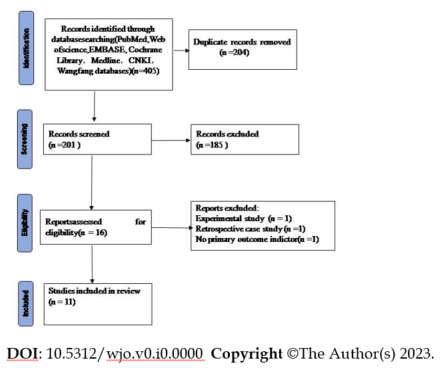 Identification
Records identified through
databasesearching(PubMed,Web
ofscience,EMBASE, Cochrane
Library, Medline, CNKI,
Wangfang databases)(n=405)
Duplicate records removed
(n =204)
Screening
Records screened
(n =201 )
Records excluded
(n =185 )
Eligibility
Reportsassessed for
eligibility(n = 16)
Reports excluded:
Experimental study (n = 1)
Retrospective case study (n =1)
No primary outcome indictor(n =1)
Included
Studies included in review
(n = 11)
DOI: 10.5312/wjo.v0.i0.0000 Copyright ©The Author(s) 2023.